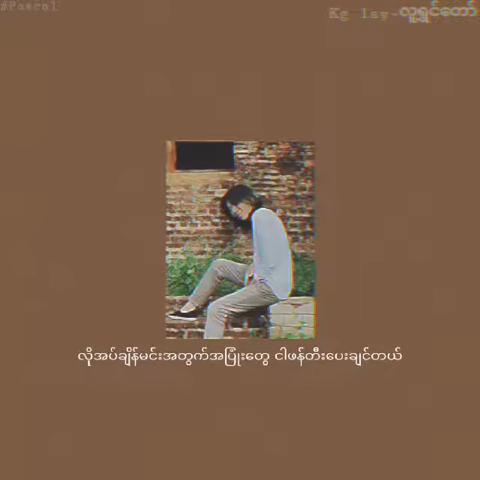 #Pascal
Kg lay-လူရွှင်တော်
လိုအပ်ချိန်မင်းအတွက်အပြုံးတွေ ငါဖန်တီးပေးချင်တယ်